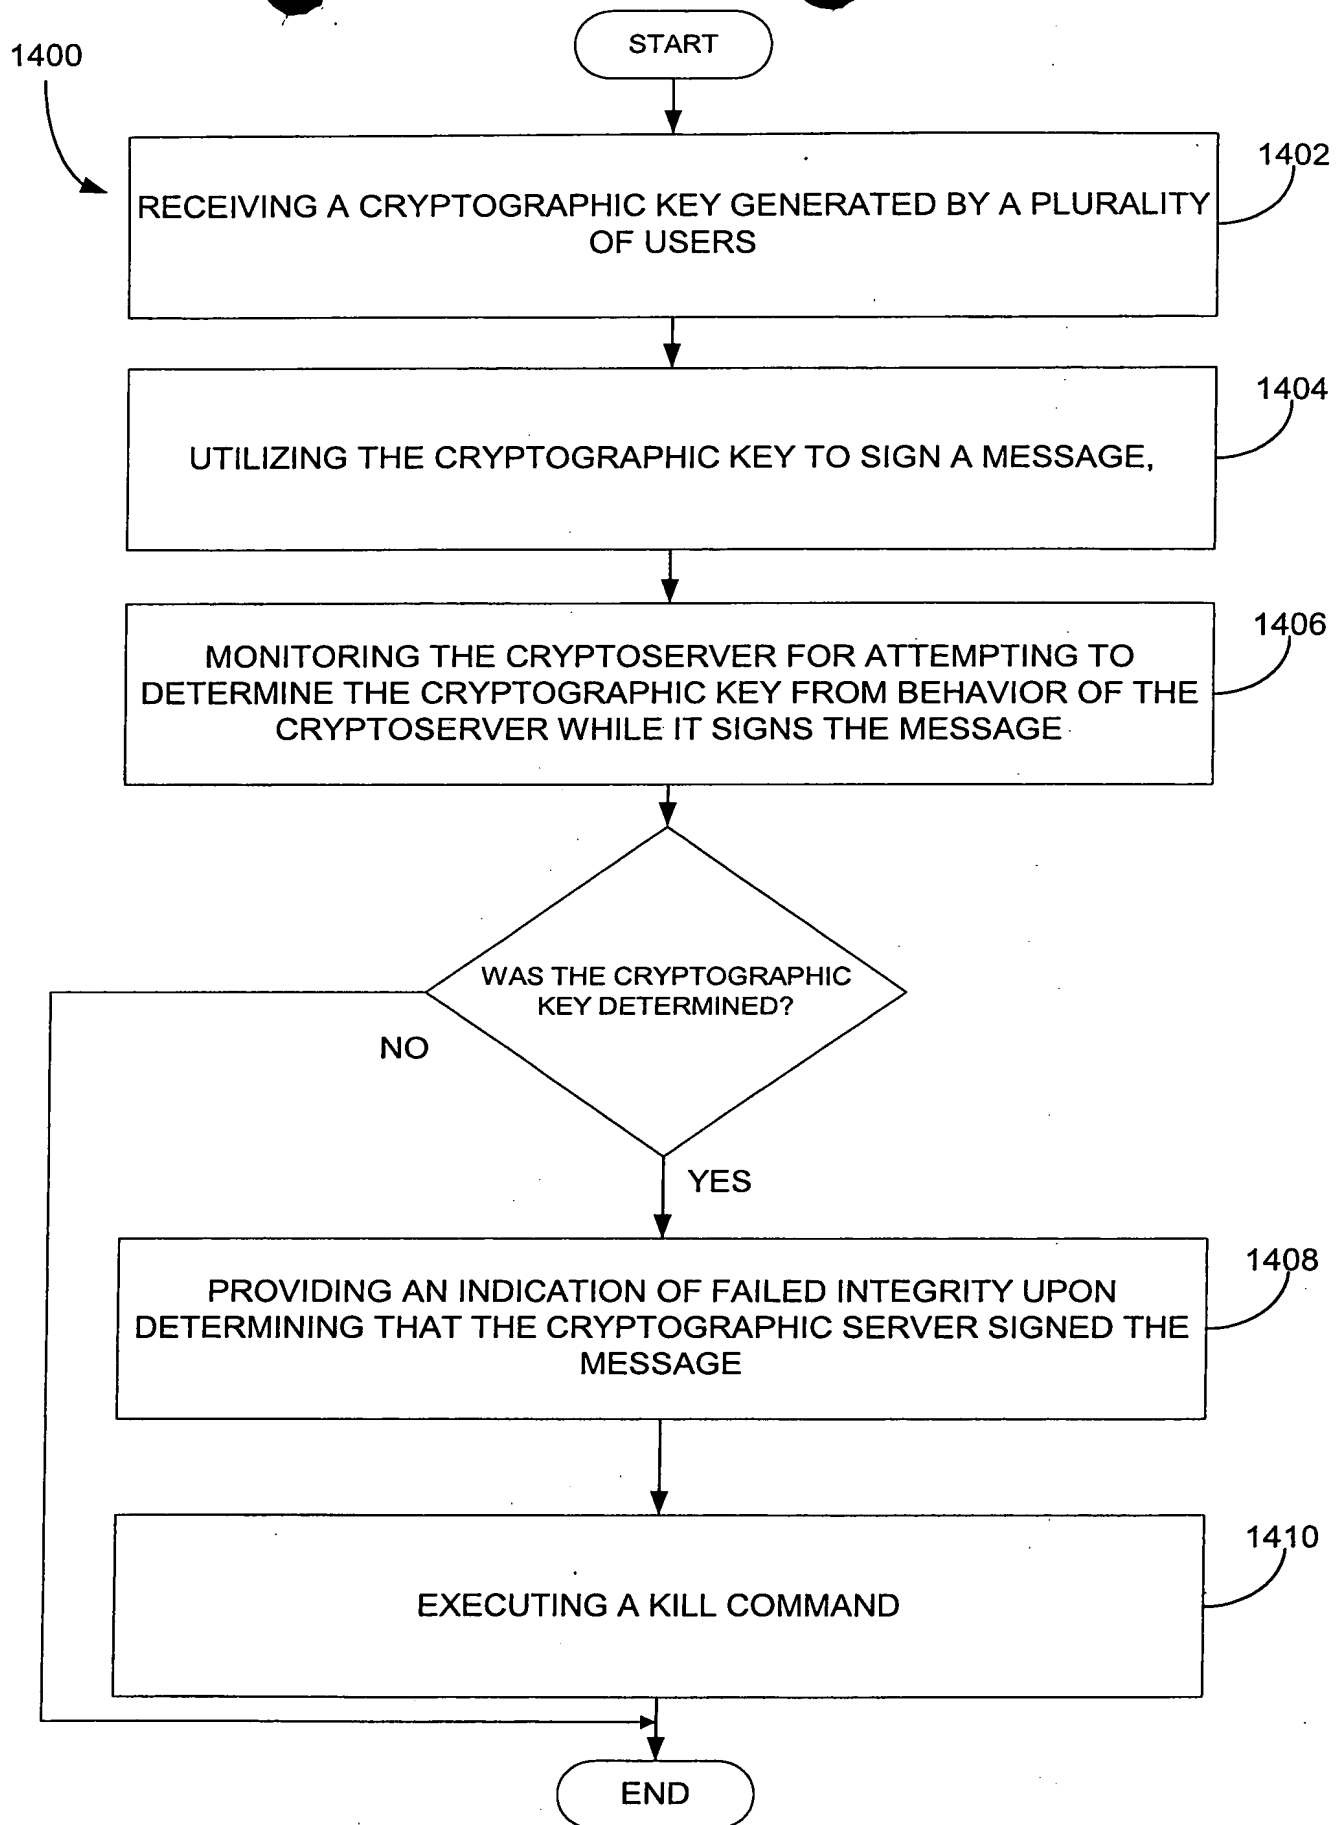 START
1400
1402
RECEIVING A CRYPTOGRAPHIC KEY GENERATED BY A PLURALITY
OF USERS
1404
UTILIZING THE CRYPTOGRAPHIC KEY TO SIGN A MESSAGE,
1406
MONITORING THE CRYPTOSERVER FOR ATTEMPTING TO
DETERMINE THE CRYPTOGRAPHIC KEY FROM BEHAVIOR OF THE
CRYPTOSERVER WHILE IT SIGNS THE MESSAGE
WAS THE CRYPTOGRAPHIC
KEY DETERMINED?
NO
YES
1408
PROVIDING AN INDICATION OF FAILED INTEGRITY UPON
DETERMINING THAT THE CRYPTOGRAPHIC SERVER SIGNED THE
MESSAGE
1410
EXECUTING A KILL COMMAND
END